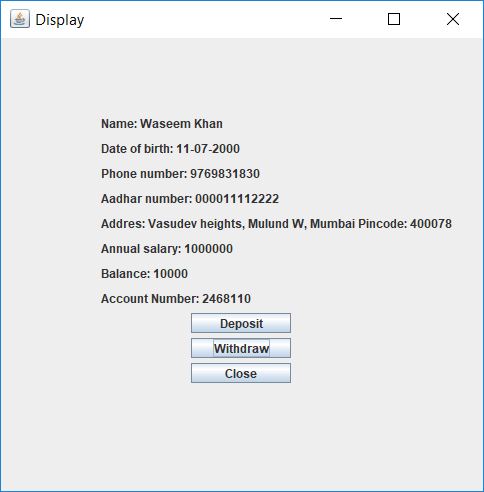 Display
Name: Waseem Khan
Date of birth: 11-07-2000
Phone number: 9769831830
Aadhar number: 000011112222
Addres: Vasudev heights, Mulund W, Mumbai Pincode: 400078
Annual salary: 1000000
Balance: 10000
Account Number: 2468110
Deposit
Withdraw
Close